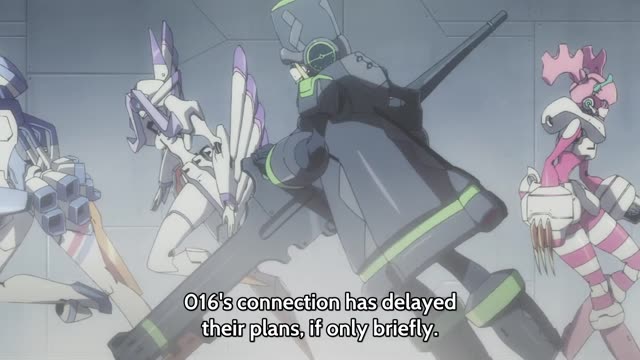 016's connection has delayed
their plans, if only briefly.